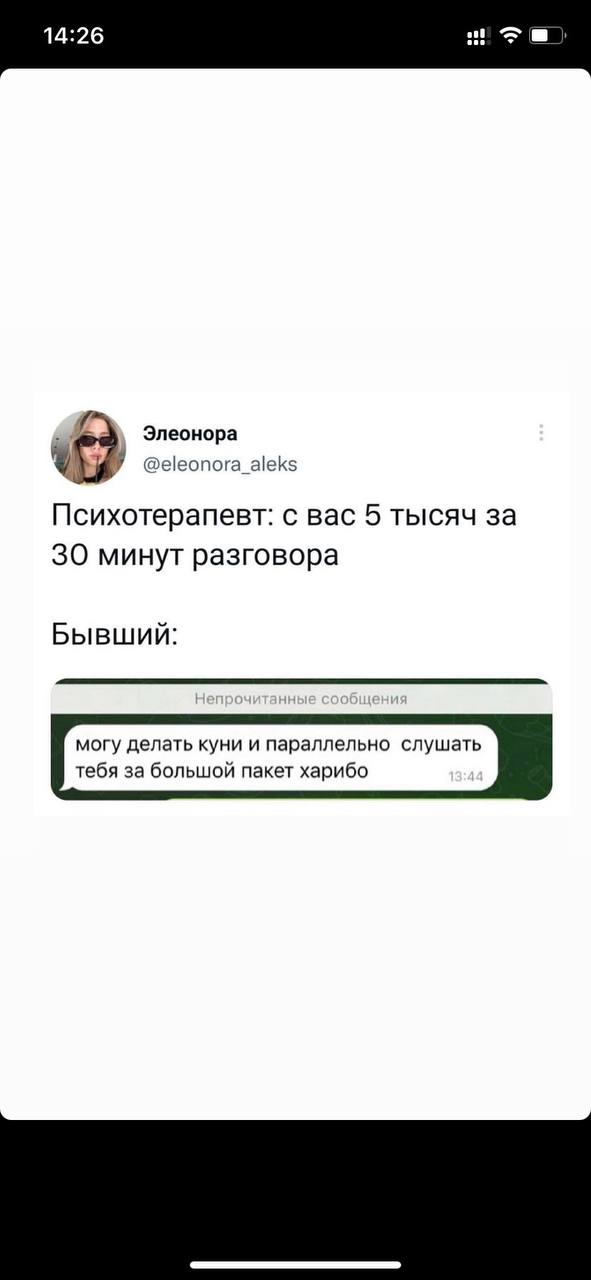 14:26
Элеонора
@eleonora_aleks
Психотерапевт: с вас 5 тысяч за
30 минут разговора
Бывший:
Непрочитанные сообщения
могу делать куни и параллельно слушать
тебя за большой пакет харибо
13:44